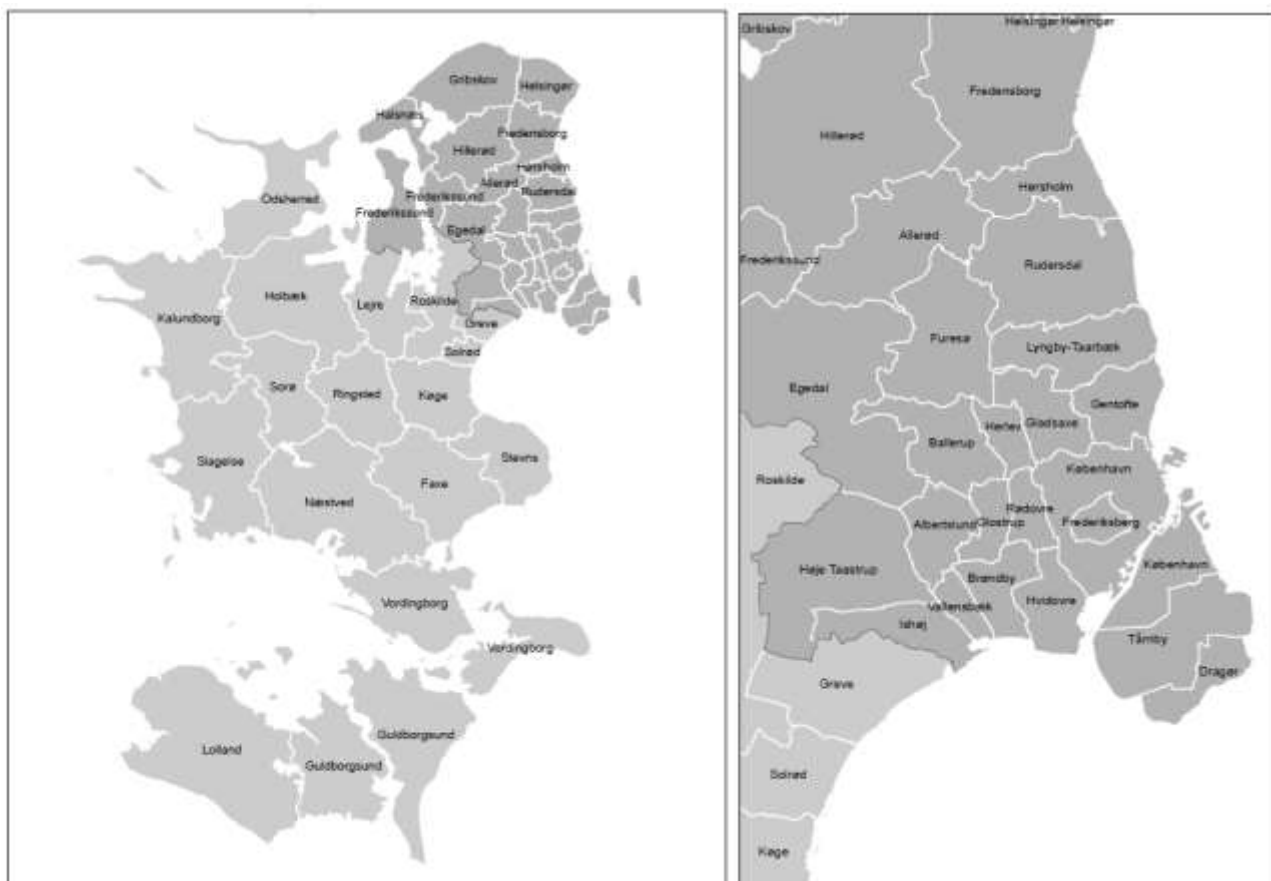 Gribskov
Helsingør
Halsnæs
Fredensborg
Hillerød
Hørsholm
Allerød
Rudersdal
Frederikssund
Frederikssund
Odsherred
Egedal
Holbæk
Lejre
Roskilde
Kalundborg
Greve
Solrød
Sorø
Ringsted
Køge
Slagelse
Stevns
Faxe
Næstved
Vordingborg
Vordingborg
Guldborgsund
Lolland
Guldborgsund
Gribskov
Helsingør Helsingør
Fredensborg
Hillerød
Hørsholm
Allerød
Frederikssund
Rudersdal
Furesø
Lyngby-Taarbæk
Egedal
Gentofte
Ballerup
Herlev
Gladsaxe
Roskilde
København
Albertslund
Glostrup
Rødovre
Frederiksberg
Høje Taastrup
Brøndby
København
Vallensbæk
Hvidovre
Ishøj
Tårnby
Greve
Dragør
Solrød
Køge